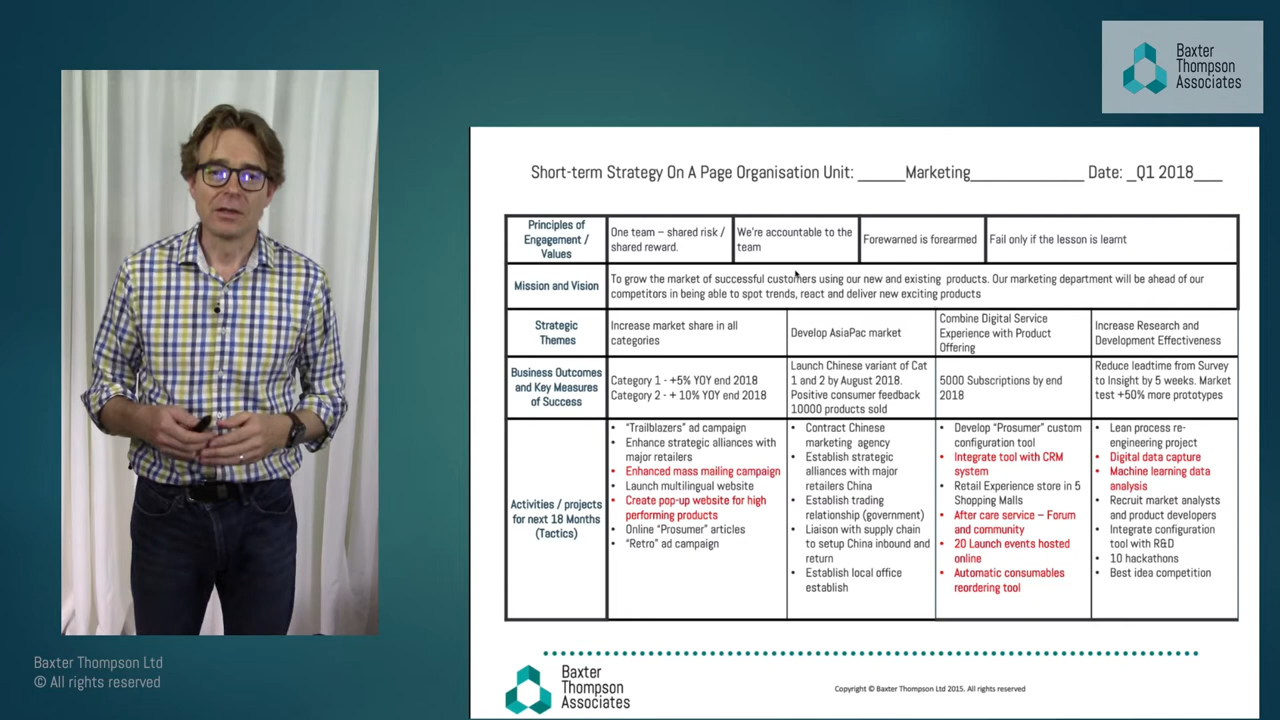 Baxter
Thompson
Associates
Short-term Strategy On A Page Organisation Unit: _____Marketing____________ Date: _Q1 2018___
Principles of
Engagement /
Values
One team – shared risk /
shared reward.
We're accountable to the
team
Forewarned is forearmed
Fail only if the lesson is learnt
Mission and Vision
To grow the market of successful customers using our new and existing products. Our marketing department will be ahead of our
competitors in being able to spot trends, react and deliver new exciting products
Strategic
Themes
Increase market share in all
categories
Develop AsiaPac market
Combine Digital Service
Experience with Product
Offering
Increase Research and
Development Effectiveness
Business Outcomes
and Key Measures
of Success
Category 1 - +5% YOY end 2018
Category 2 - + 10% YOY end 2018
Launch Chinese variant of Cat
1 and 2 by August 2018.
Positive consumer feedback
10000 products sold
5000 Subscriptions by end
2018
Reduce leadtime from Survey
to Insight by 5 weeks. Market
test +50% more prototypes
Activities / projects
for next 18 Months
(Tactics)
• "Trailblazers" ad campaign
• Enhance strategic alliances with
major retailers
• Enhanced mass mailing campaign
• Launch multilingual website
• Create pop-up website for high
performing products
• Online "Prosumer" articles
• "Retro" ad campaign
• Contract Chinese
marketing agency
• Establish strategic
alliances with major
retailers China
• Establish trading
relationship (government)
• Liaison with supply chain
to setup China inbound and
return
• Establish local office
establish
• Develop "Prosumer" custom
configuration tool
• Integrate tool with CRM
system
• Retail Experience store in 5
Shopping Malls
• After care service – Forum
and community
• 20 Launch events hosted
online
• Automatic consumables
reordering tool
• Lean process re-
engineering project
• Digital data capture
• Machine learning data
analysis
• Recruit market analysts
and product developers
• Integrate configuration
tool with R&D
• 10 hackathons
• Best idea competition
Baxter
Thompson
Associates
Copyright © Baxter Thompson Ltd 2015. All rights reserved
Baxter Thompson Ltd
© All rights reserved